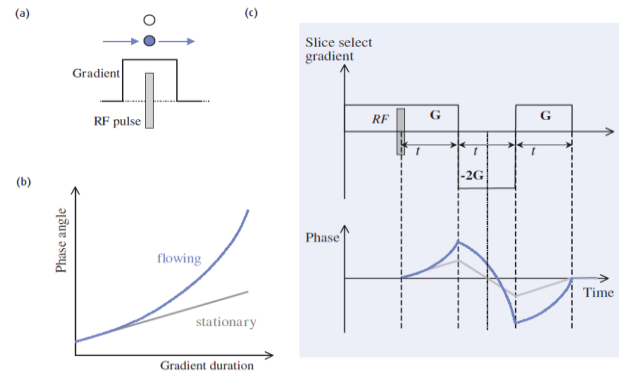 (a)
Gradient
RF pulse
(b)
Phase angle
flowing
stationary
Gradient duration
(c)
Slice select
gradient
RF
G
G
t
t
t
-2G
Phase
Time